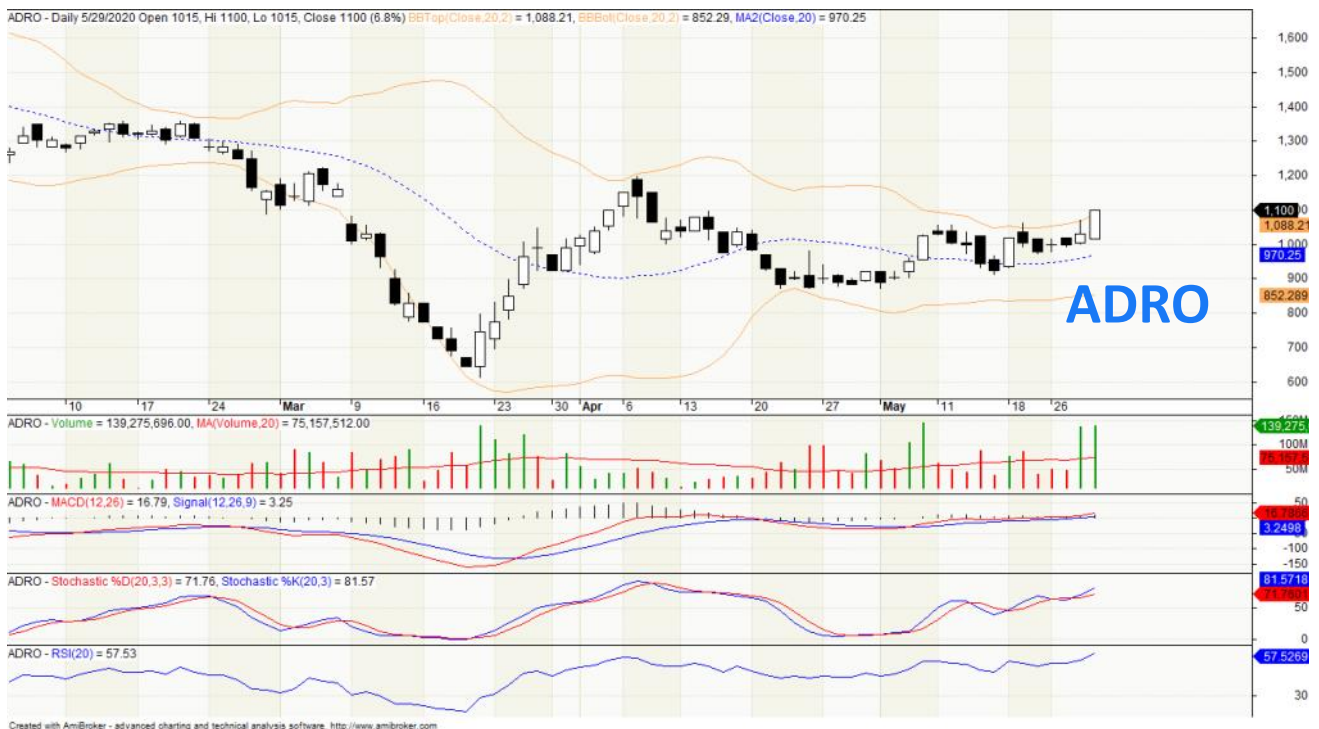 ADRO - Daily 5/29/2020 Open 1015, Hi 1100, Lo 1015, Close 1100 (6.8%) BBTop(Close,20,2) = 1,088.21, BBBot(Close,20,2) = 852.29, MA2(Close,20) = 970.25
1,600
1,500
1,400
1,300
1,200
1,100
1,088.21
1,000
970.25
900
852.289
800
700
600
ADRO
10 17 24 Mar 9 16 23 30 Apr 6 13 20 27 May 11 18 26
ADRO - Volume = 139,275,696.00, MA(Volume,20) = 75,157,512.00
139,275,
100M
75,157,5
50M
ADRO - MACD(12,26) = 16.79, Signal(12,26,9) = 3.25
50
16.7866
3.2498
-100
-150
ADRO - Stochastic %D(20,3,3) = 71.76, Stochastic %K(20,3) = 81.57
81.5718
71.7601
50
0
ADRO - RSI(20) = 57.53
57.5269
30
Created with AmiBroker - advanced charting and technical analysis software. http://www.amibroker.com